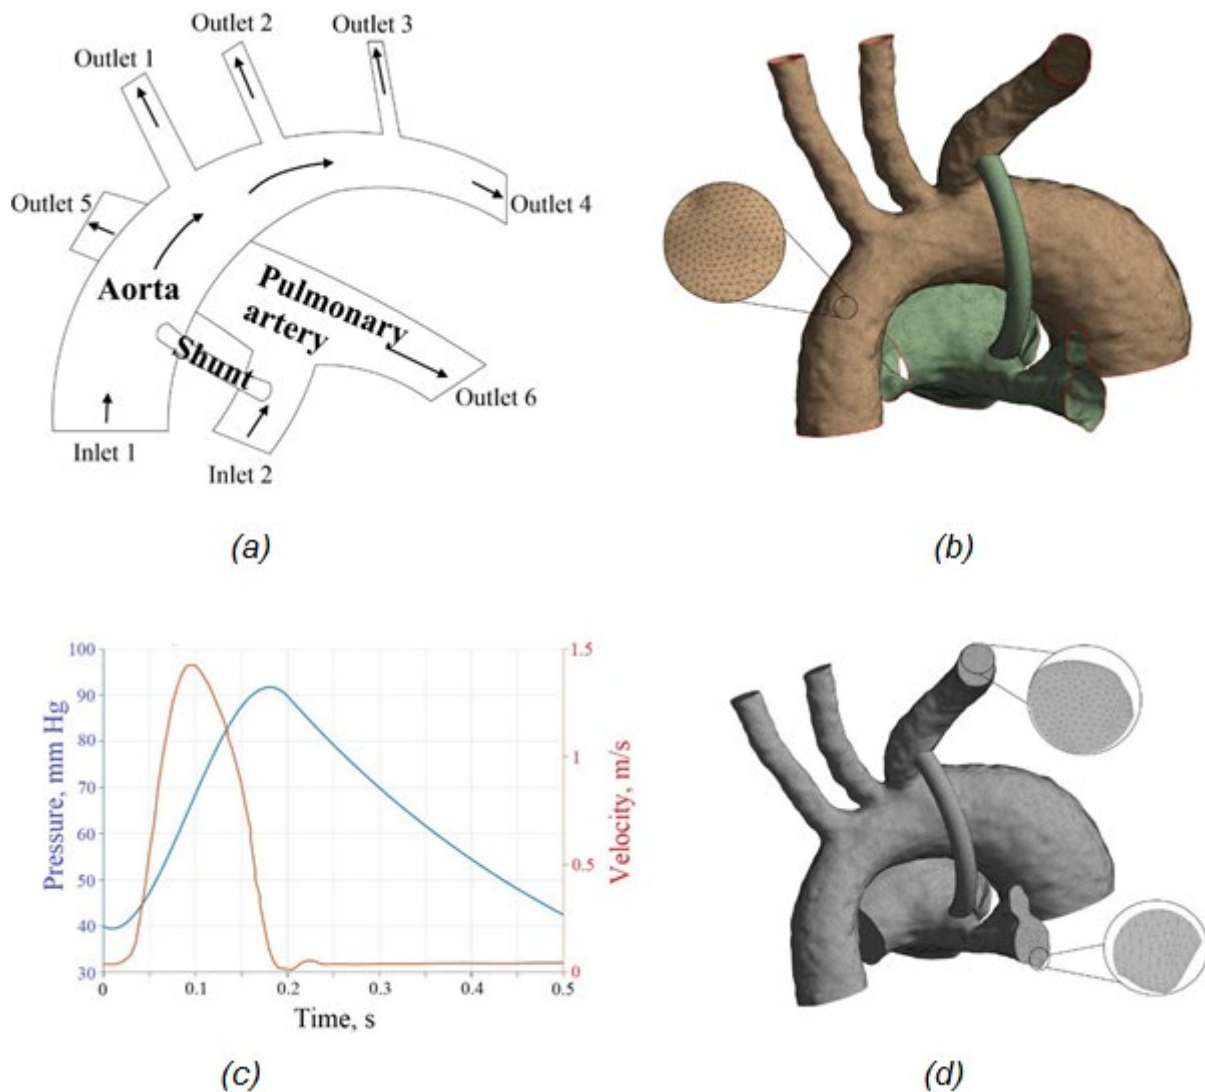 Outlet 1
Outlet 2
Outlet 3
Outlet 5
Outlet 4
Aorta
Pulmonary
artery
Shunt
Outlet 6
Inlet 1
Inlet 2
(a)
(b)
100
90
80
70
60
50
40
30
Pressure, mm Hg
1.5
1
0.5
0
Velocity, m/s
0 0.1 0.2 0.3 0.4 0.5
Time, s
(c)
(d)